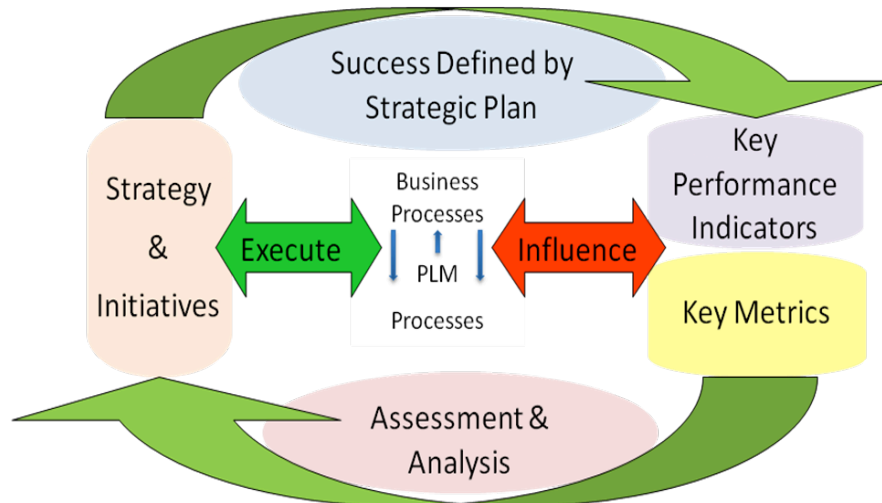 Success Defined by
Strategic Plan
Key
Performance
Indicators
Strategy
&
Initiatives
Execute
Business
Processes
PLM
Processes
Influence
Key Metrics
Assessment &
Analysis